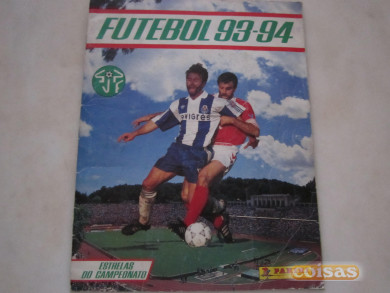 FUTEBOL 93-94
ESTRELAS
DO CAMPEONATO
coisas